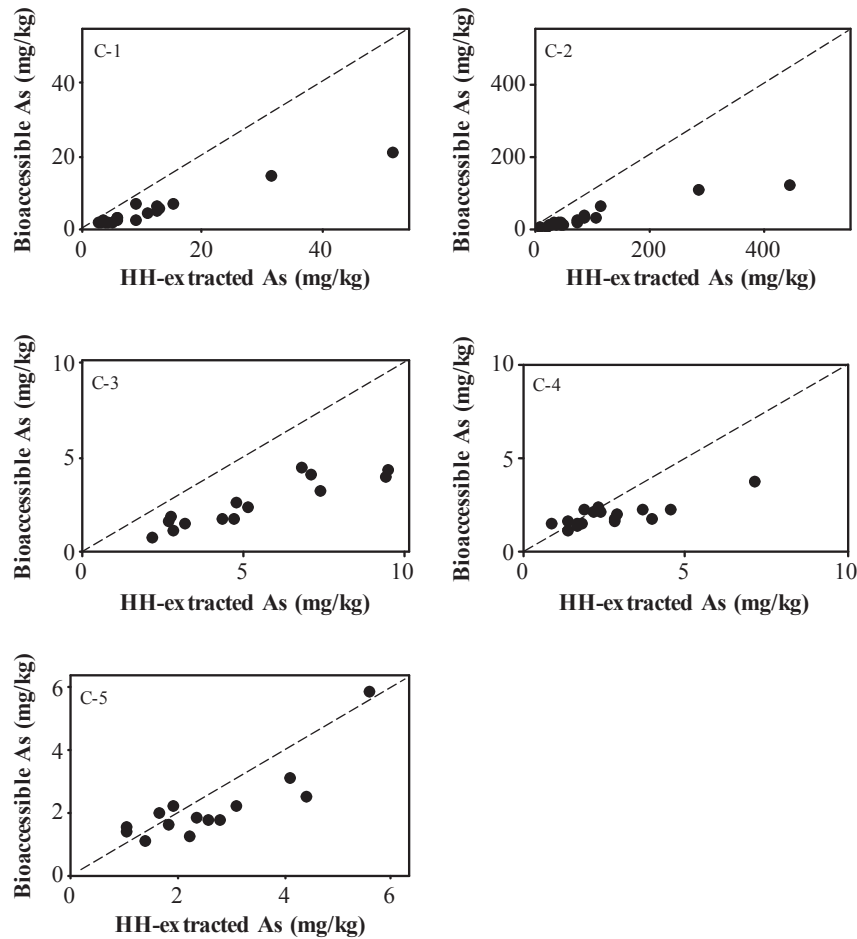 C-1
Bioaccessible As (mg/kg)
40
20
0
0
20
40
HH-extracted As (mg/kg)
C-2
Bioaccessible As (mg/kg)
400
200
0
0
200
400
HH-extracted As (mg/kg)
C-3
Bioaccessible As (mg/kg)
10
5
0
0
5
10
HH-extracted As (mg/kg)
C-4
Bioaccessible As (mg/kg)
10
5
0
0
5
10
HH-extracted As (mg/kg)
C-5
Bioaccessible As (mg/kg)
6
4
2
0
0
2
4
6
HH-extracted As (mg/kg)